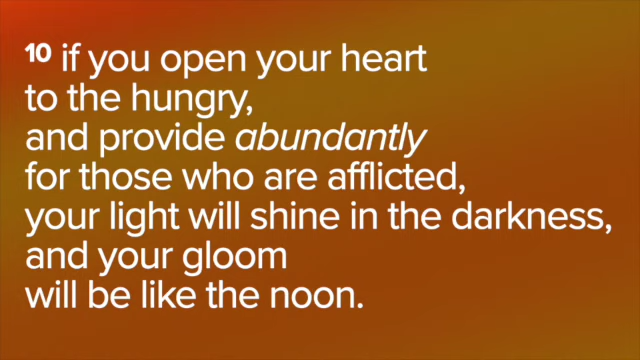 10 if you open your heart
to the hungry,
and provide abundantly
for those who are afflicted,
your light will shine in the darkness,
and your gloom
will be like the noon.